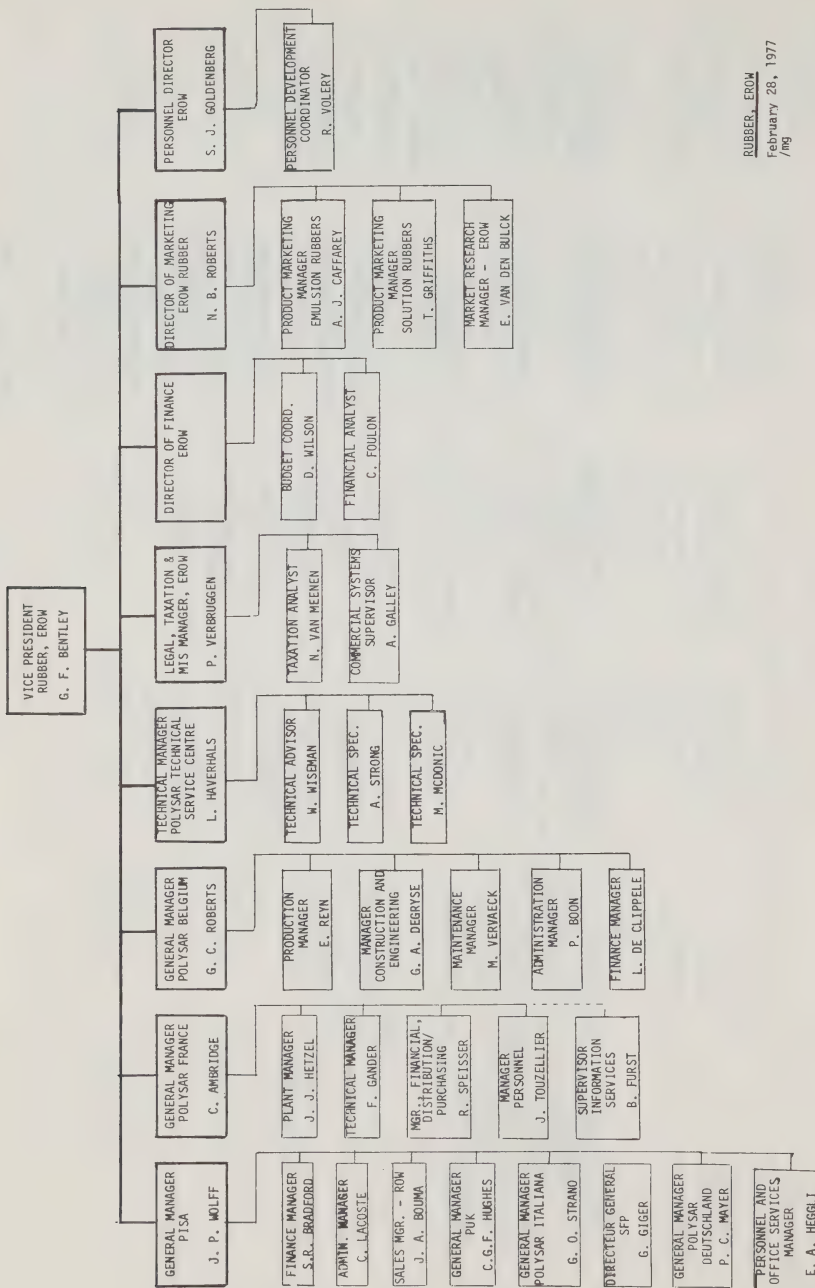 VICE PRESIDENT
RUBBER, EROW
G. F. BENTLEY
GENERAL MANAGER
PISA
J. P. WOLFF
FINANCE MANAGER
S.R. BRADFORD
ADMIN. MANAGER
C. LACOSTE
SALES MGR. - ROW
J. A. BOUMA
GENERAL MANAGER
PUK
C.G.F. HUGHES
GENERAL MANAGER
POLYSAR ITALIANA
G. O. STRANO
DIRECTEUR GENERAL
SFP
G. GIGER
GENERAL MANAGER
POLYSAR
DEUTSCHLAND
P. C. MAYER
PERSONNEL AND
OFFICE SERVICES
MANAGER
E. A. HEGGLI
GENERAL MANAGER
POLYSAR FRANCE
C. AMBRIDGE
PLANT MANAGER
J. J. HETZEL
TECHNICAL MANAGER
F. GANDER
MGR., FINANCIAL,
DISTRIBUTION/
PURCHASING
R. SPEISSER
MANAGER
PERSONNEL
J. TOUZELLIER
SUPERVISOR
INFORMATION
SERVICES
B. FURST
GENERAL MANAGER
POLYSAR BELGIUM
G. C. ROBERTS
PRODUCTION
MANAGER
E. REYN
MANAGER
CONSTRUCTION AND
ENGINEERING
G. A. DEGRYSE
MAINTENANCE
MANAGER
M. VERVAECK
ADMINISTRATION
MANAGER
P. BOON
FINANCE MANAGER
L. DE CLIPPELE
TECHNICAL MANAGER
POLYSAR TECHNICAL
SERVICE CENTRE
L. HAVERHALS
TECHNICAL ADVISOR
W. WISEMAN
TECHNICAL SPEC.
A. STRONG
TECHNICAL SPEC.
M. MCDONIC
LEGAL, TAXATION &
MIS MANAGER, EROW
P. VERBRUGGEN
TAXATION ANALYST
N. VAN MEENEN
COMMERCIAL SYSTEMS
SUPERVISOR
A. GALLEY
DIRECTOR OF FINANCE
EROW
BUDGET COORD.
D. WILSON
FINANCIAL ANALYST
C. FOULON
DIRECTOR OF MARKETING
EROW RUBBER
N. B. ROBERTS
PRODUCT MARKETING
MANAGER
EMULSION RUBBERS
A. J. CAFFAREY
PRODUCT MARKETING
MANAGER
SOLUTION RUBBERS
T. GRIFFITHS
MARKET RESEARCH
MANAGER - EROW
E. VAN DEN BULCK
PERSONNEL DIRECTOR
EROW
S. J. GOLDENBERG
PERSONNEL DEVELOPMENT
COORDINATOR
R. VOLERY
RUBBER, EROW
February 28, 1977
/mg